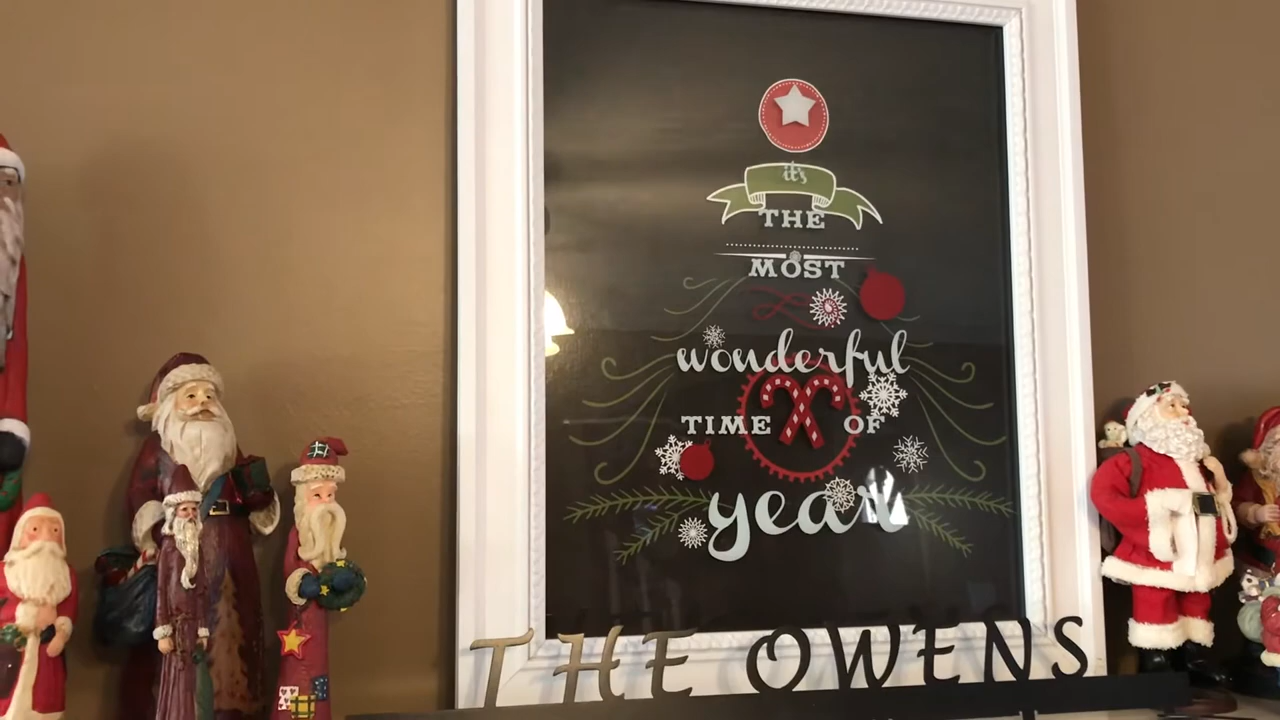 it's
THE
MOST
wonderful
TIME OF
year
THE OWENS